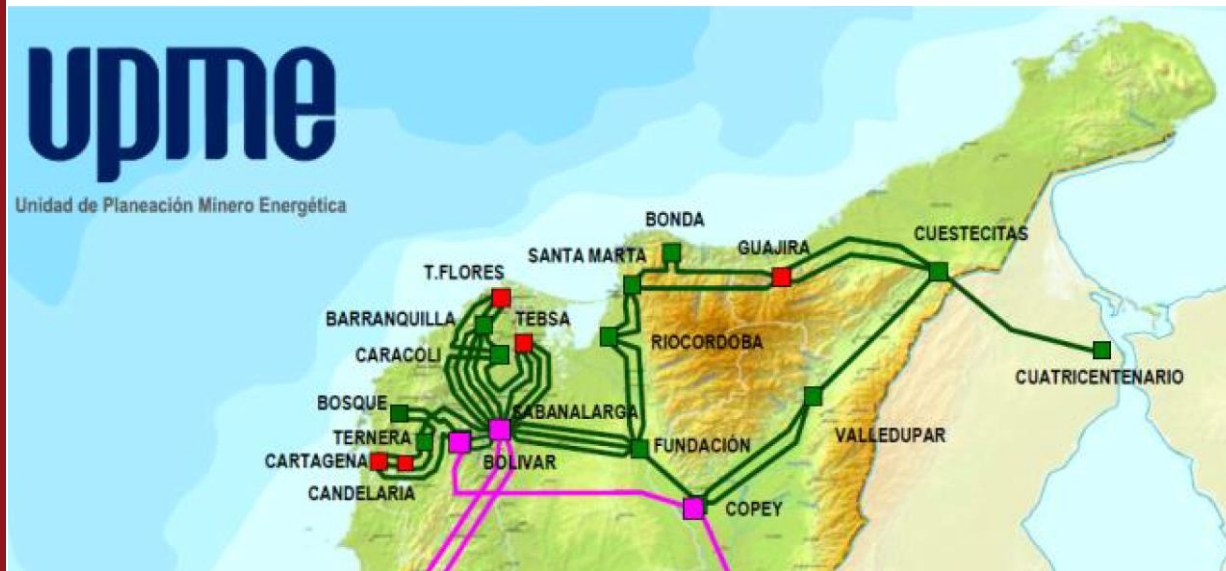 upme
Unidad de Planeación Minero Energética
BONDA
SANTA MARTA
GUAJIRA
CUESTECITAS
T.FLORES
BARRANQUILLA
TEBSA
CARACOLI
RIOCORDOBA
CUATRICENTENARIO
BOSQUE
SABANALARGA
TERNERA
FUNDACIÓN
VALLEDUPAR
CARTAGENA
BOLIVAR
CANDELARIA
COPEY